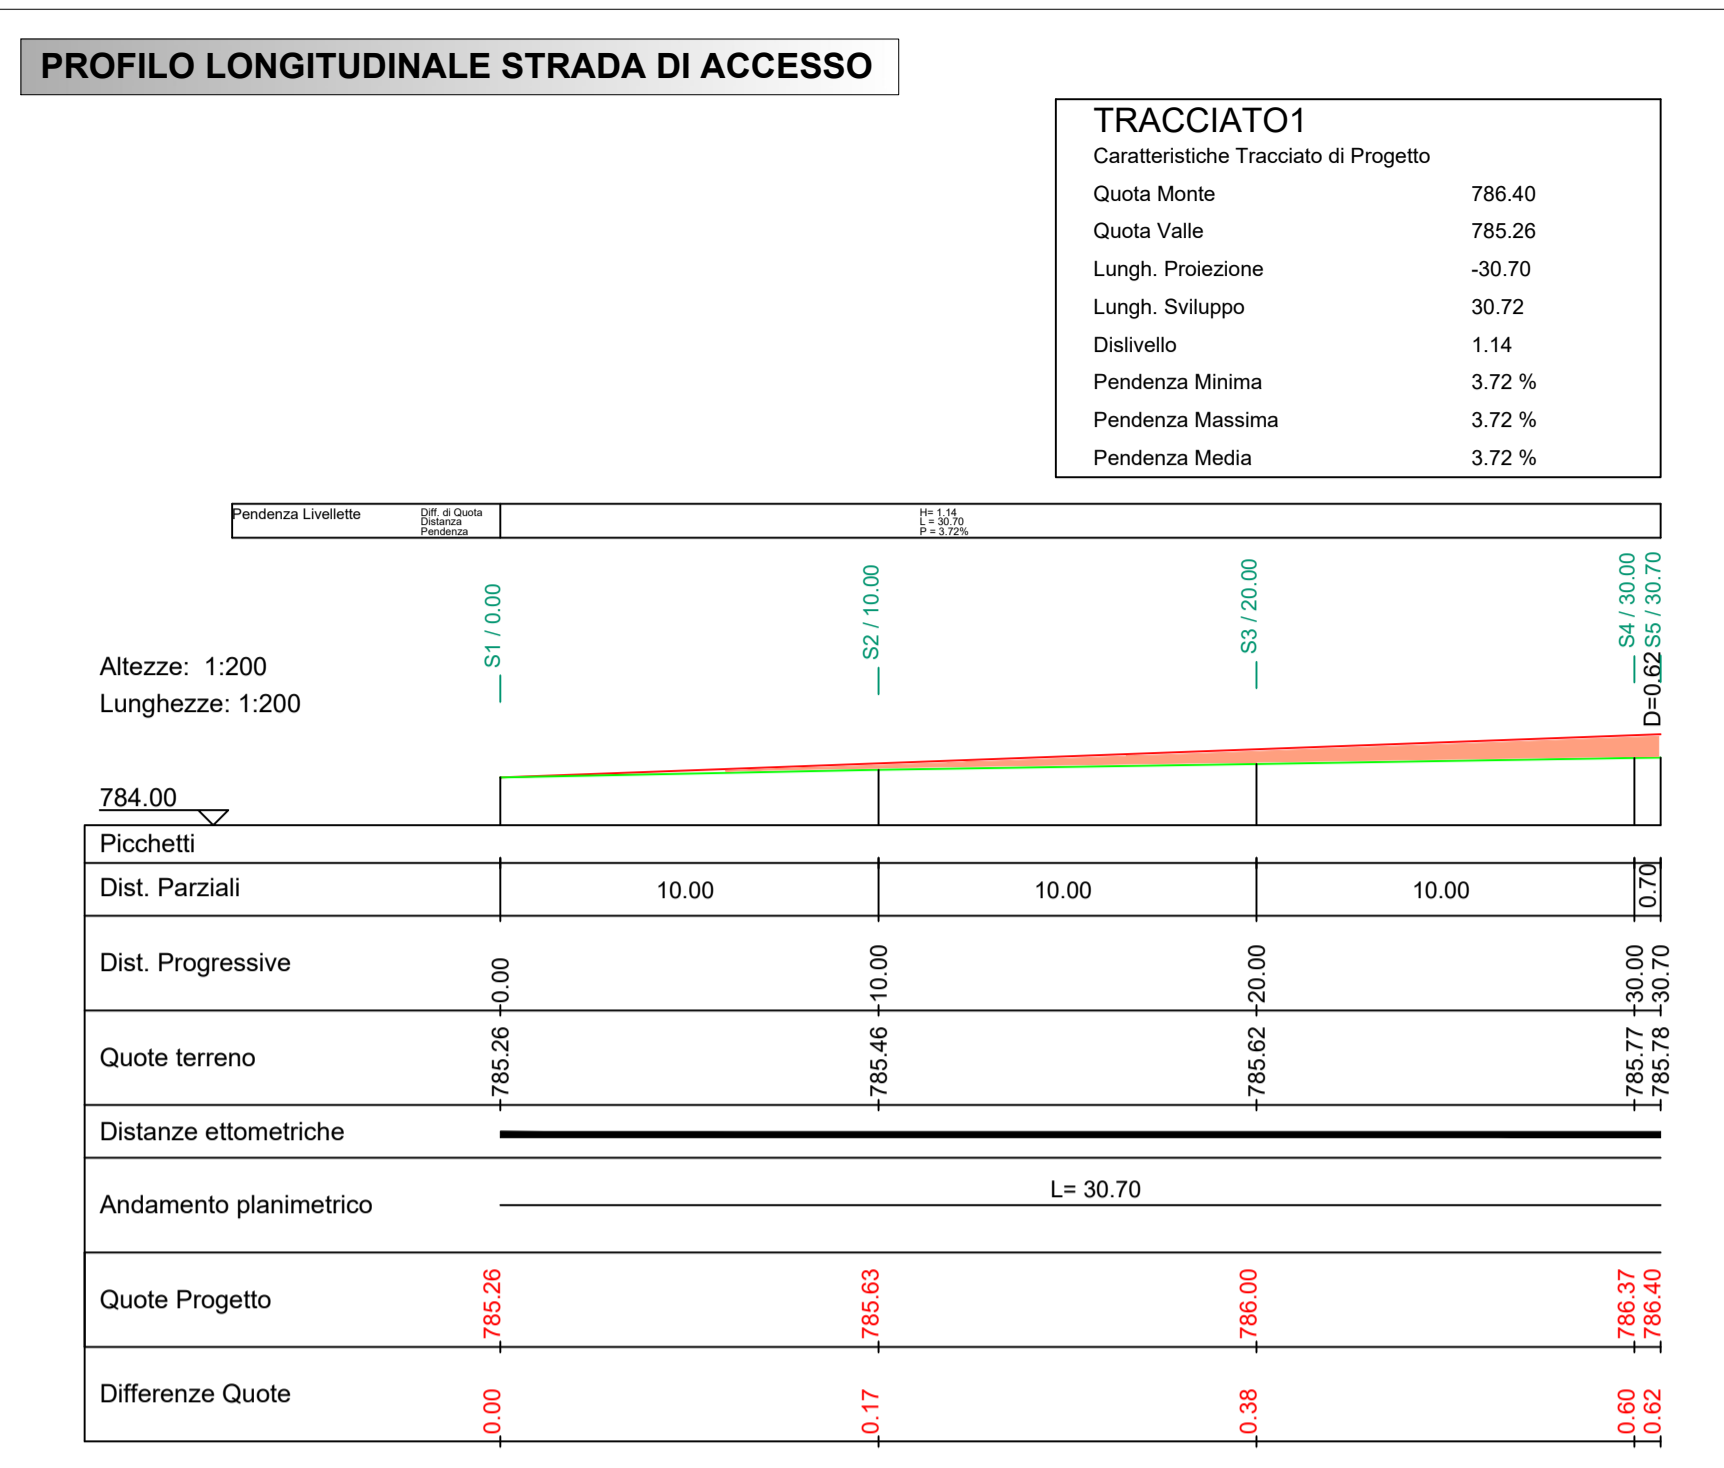 PROFILO LONGITUDINALE STRADA DI ACCESSO
TRACCIATO1
Caratteristiche Tracciato di Progetto
Quota Monte 786.40
Quota Valle 785.26
Lungh. Proiezione -30.70
Lungh. Sviluppo 30.72
Dislivello 1.14
Pendenza Minima 3.72 %
Pendenza Massima 3.72 %
Pendenza Media 3.72 %
Pendenza Livellette
Diff. di Quota
Distanza
Pendenza
H= 1.14
L = 30.70
P = 3.72%
S1 / 0.00
S2 / 10.00
S3 / 20.00
S4 / 30.00
S5 / 30.70
D=0.62
Altezze: 1:200
Lunghezze: 1:200
784.00
Picchetti
Dist. Parziali 10.00 10.00 10.00 0.70
Dist. Progressive 0.00 10.00 20.00 30.00 30.70
Quote terreno 785.26 785.46 785.62 785.77 785.78
Distanze ettometriche
Andamento planimetrico L= 30.70
Quote Progetto 785.26 785.63 786.00 786.37 786.40
Differenze Quote 0.00 0.17 0.38 0.60 0.62